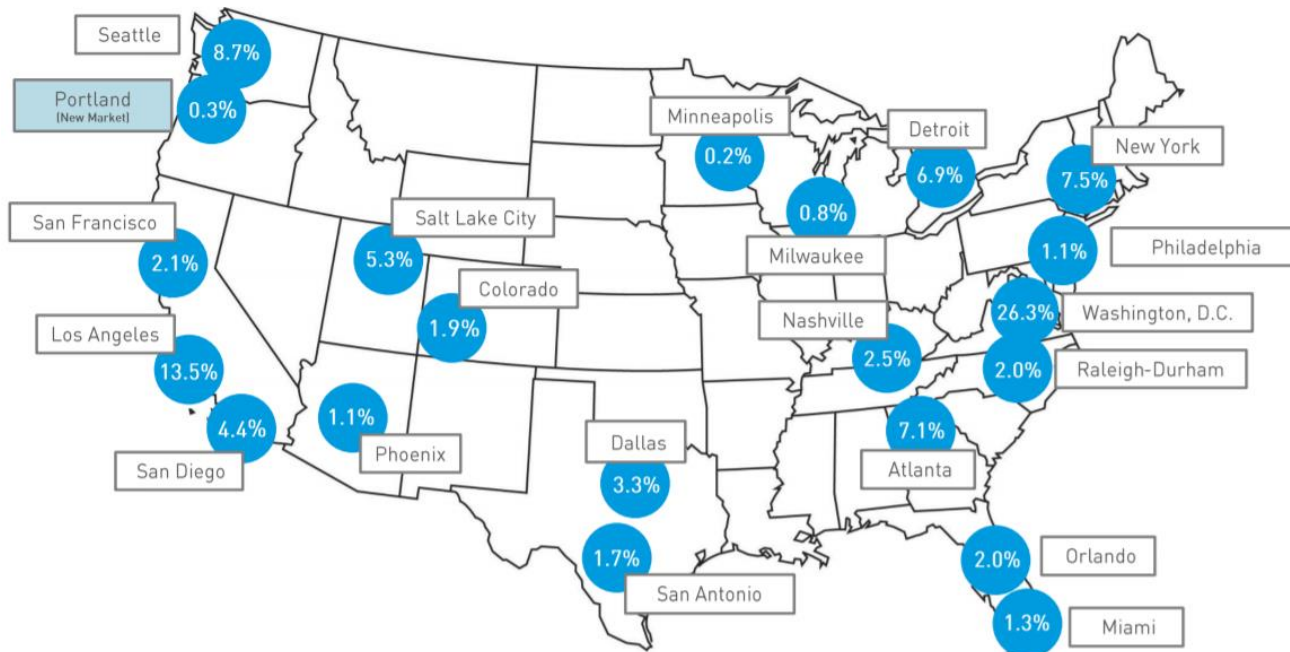 Seattle
8.7%
Portland
(New Market)
0.3%
Minneapolis
0.2%
Detroit
6.9%
New York
7.5%
San Francisco
2.1%
Salt Lake City
5.3%
0.8%
Milwaukee
1.1%
Philadelphia
Colorado
1.9%
Nashville
2.5%
26.3%
Washington, D.C.
Los Angeles
13.5%
2.0%
Raleigh-Durham
4.4%
San Diego
1.1%
Phoenix
Dallas
3.3%
7.1%
Atlanta
1.7%
San Antonio
2.0%
Orlando
1.3%
Miami